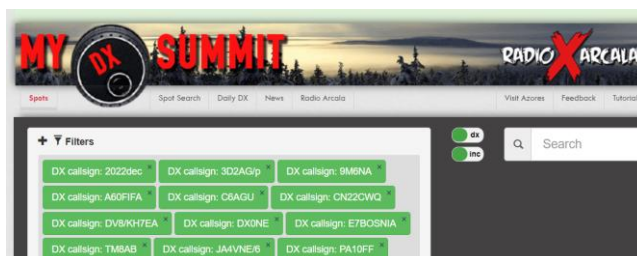 MY DX SUMMIT
RADIO X ARCALA
Spots Spot Search Daily DX News Radio Arcala Visit Azores Feedback Tutorial
+ Filters
dx
inc
Search
DX callsign: 2022dec × DX callsign: 3D2AG/p × DX callsign: 9M6NA ×
DX callsign: A60FIFA × DX callsign: C6AGU × DX callsign: CN22CWQ ×
DX callsign: DV8/KH7EA × DX callsign: DX0NE × DX callsign: E7BOSNIA ×
DX callsign: TM8AB × DX callsign: JA4VNE/6 × DX callsign: PA10FF ×